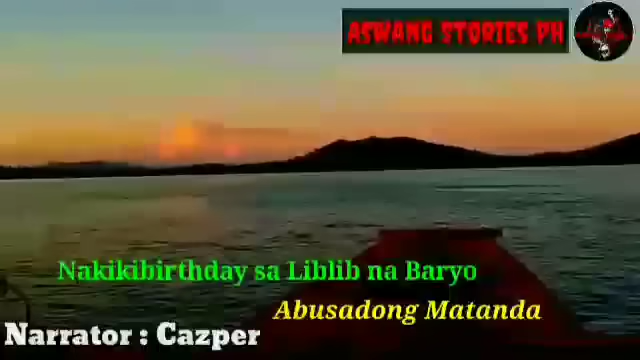 ASWANG STORIES PH
Nakikibirthday sa Liblib na Baryo
Abusadong Matanda
Narrator : Cazper